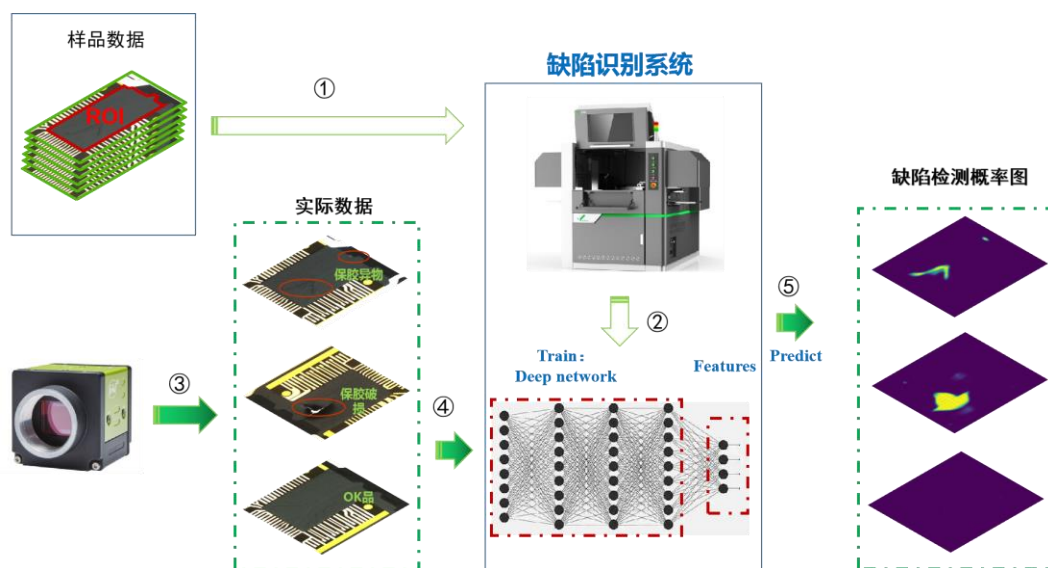 样品数据
ROI
①
缺陷识别系统
缺陷检测概率图
实际数据
保胶异物
⑤
②
Train:
Deep network
Features
Predict
③
保胶破
损
④
OK品